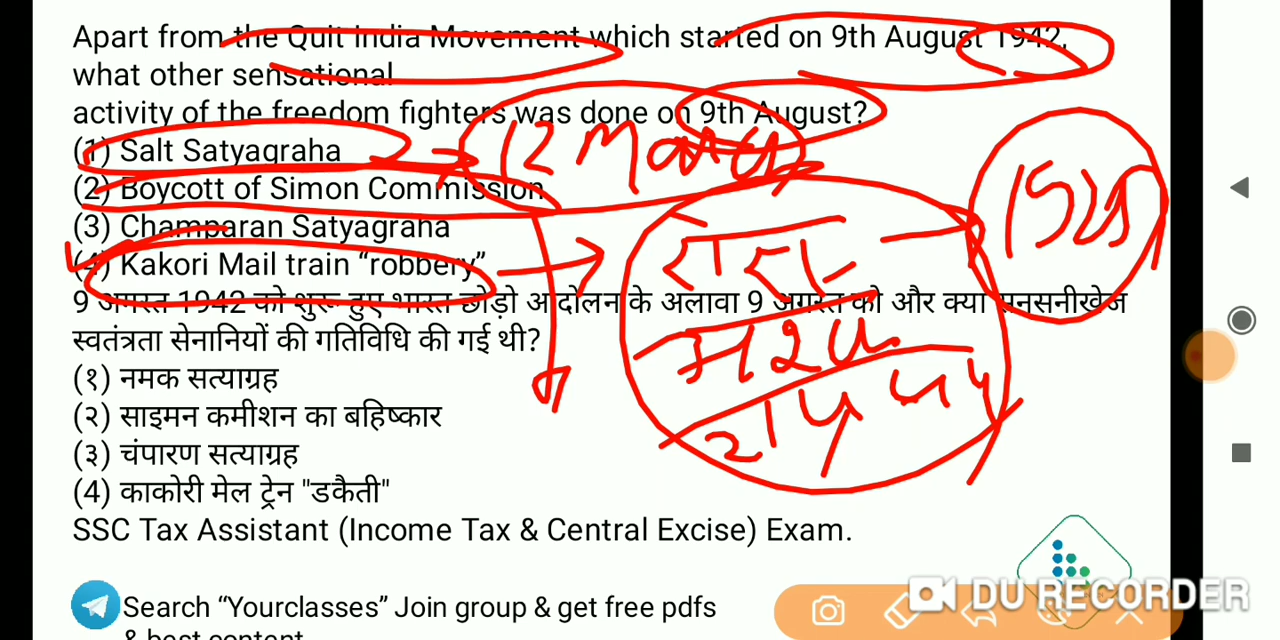 Apart from the Quit India Movement which started on 9th August 1942,
what other sensational
activity of the freedom fighters was done on 9th August?
(1) Salt Satyagraha
12 March
(2) Boycott of Simon Commission
(3) Champaran Satyagraha
(4) Kakori Mail train “robbery”
9 अगस्त 1942 को शुरू हुए भारत छोड़ो आंदोलन के अलावा 9 अगस्त को और क्या सनसनीखेज
स्वतंत्रता सेनानियों की गतिविधि की गई थी?
(१) नमक सत्याग्रह
(२) साइमन कमीशन का बहिष्कार
(३) चंपारण सत्याग्रह
(4) काकोरी मेल ट्रेन "डकैती"
SSC Tax Assistant (Income Tax & Central Excise) Exam.
Search “Yourclasses” Join group & get free pdfs
& best content
DU RECORDER